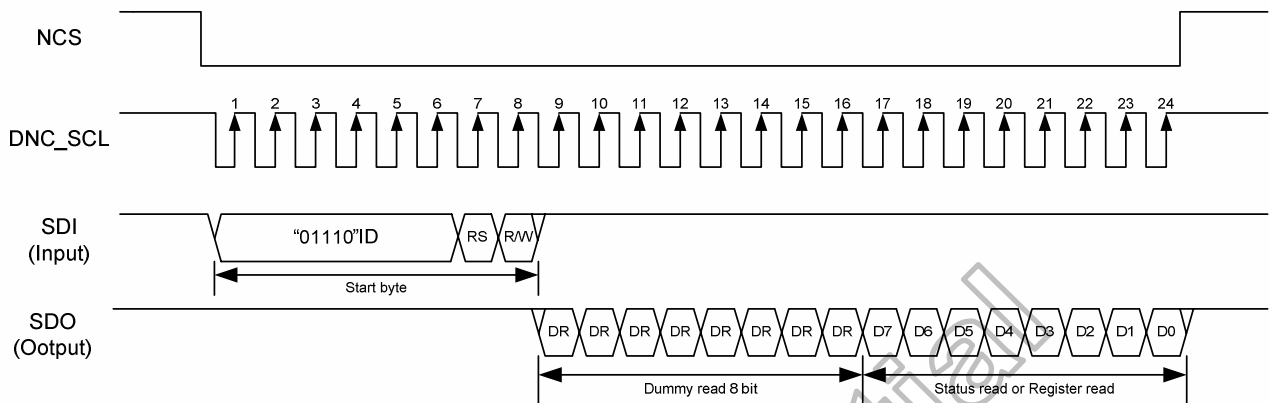 NCS
1 2 3 4 5 6 7 8 9 10 11 12 13 14 15 16 17 18 19 20 21 22 23 24
DNC_SCL
SDI
(Input)
“01110”ID RS R/W
Start byte
SDO
(Ootput)
DR DR DR DR DR DR DR DR D7 D6 D5 D4 D3 D2 D1 D0
Dummy read 8 bit Status read or Register read
tial